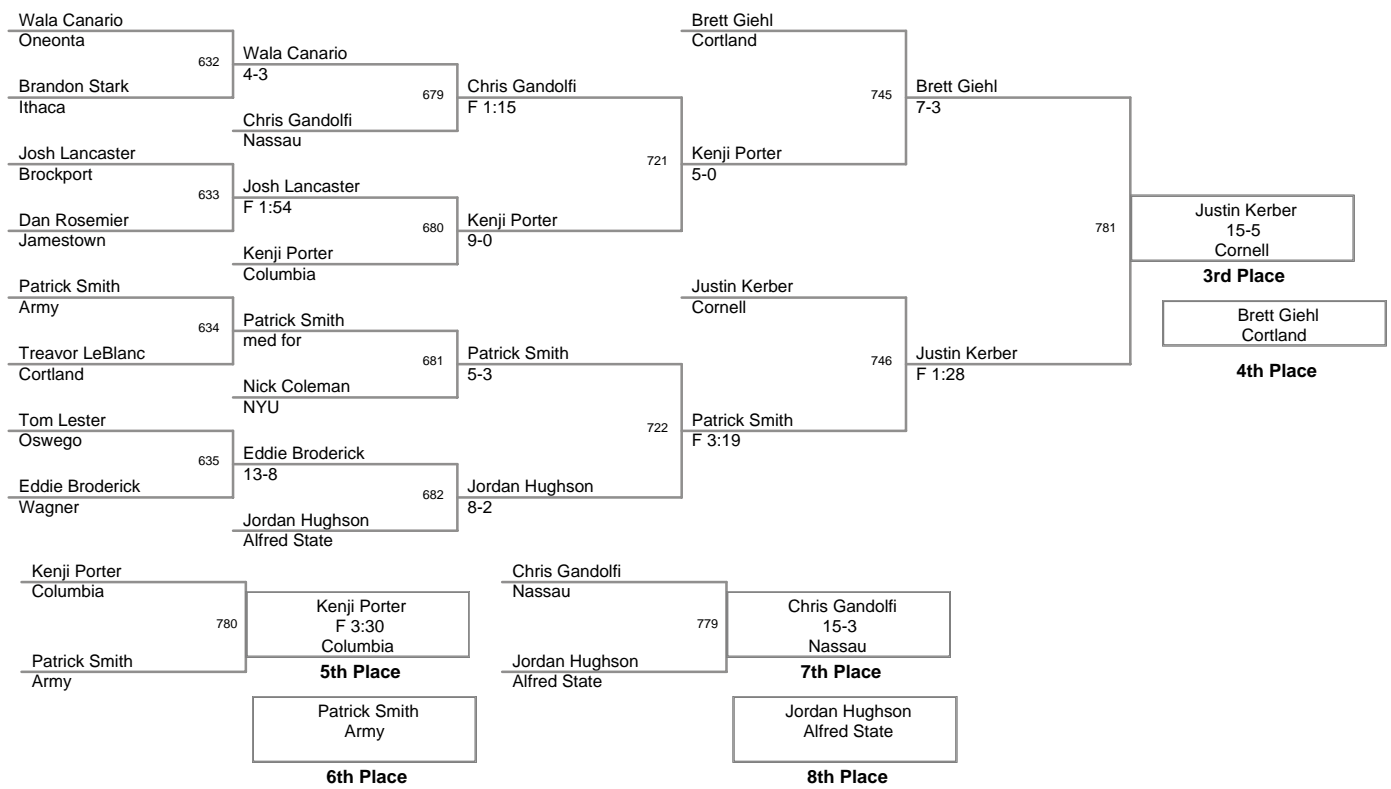 Wala Canario
Oneonta
632
Brandon Stark
Ithaca
Josh Lancaster
Brockport
633
Dan Rosemier
Jamestown
Patrick Smith
Army
634
Treavor LeBlanc
Cortland
Tom Lester
Oswego
635
Eddie Broderick
Wagner
Wala Canario
4-3
679
Chris Gandolfi
Nassau
Josh Lancaster
F 1:54
680
Kenji Porter
Columbia
Patrick Smith
med for
681
Nick Coleman
NYU
Eddie Broderick
13-8
682
Jordan Hughson
Alfred State
Chris Gandolfi
F 1:15
721
Kenji Porter
9-0
Patrick Smith
5-3
722
Jordan Hughson
8-2
Brett Giehl
Cortland
745
Kenji Porter
5-0
Justin Kerber
Cornell
746
Patrick Smith
F 3:19
Brett Giehl
7-3
781
Justin Kerber
F 1:28
Justin Kerber
15-5
Cornell
3rd Place
Brett Giehl
Cortland
4th Place
Kenji Porter
Columbia
780
Patrick Smith
Army
Kenji Porter
F 3:30
Columbia
5th Place
Patrick Smith
Army
6th Place
Chris Gandolfi
Nassau
779
Jordan Hughson
Alfred State
Chris Gandolfi
15-3
Nassau
7th Place
Jordan Hughson
Alfred State
8th Place